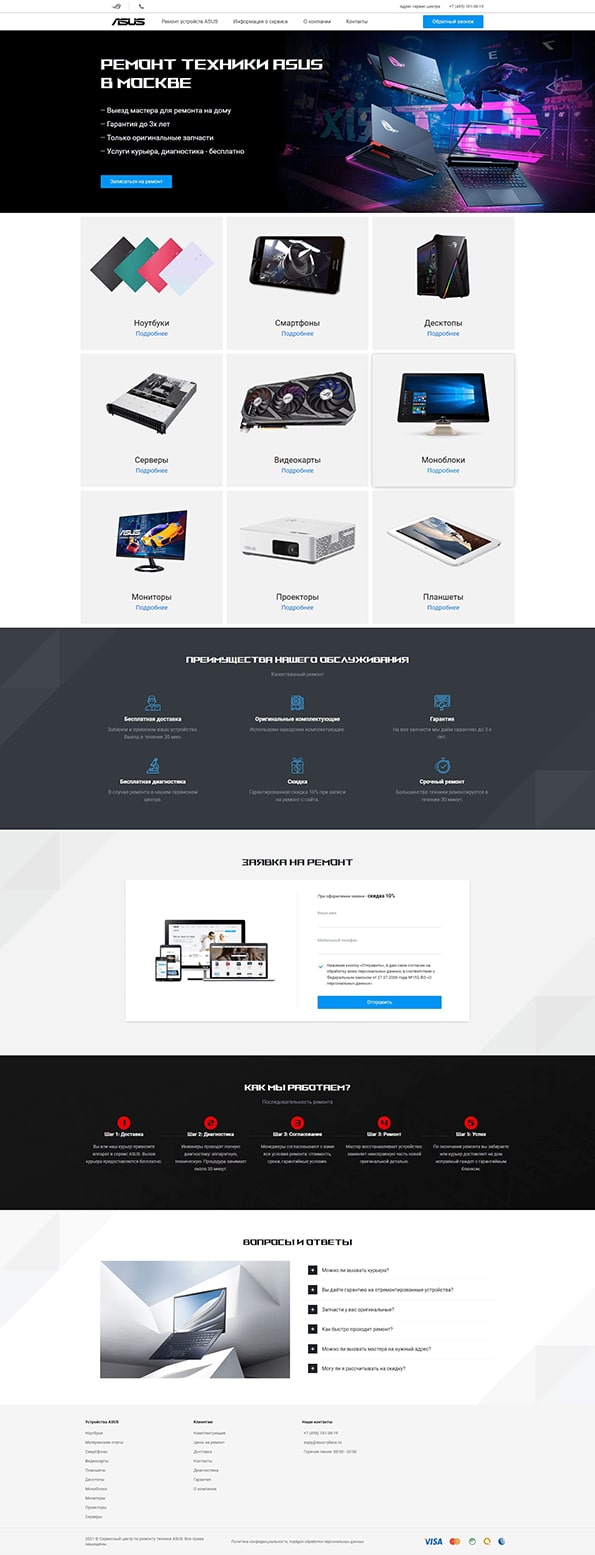 Адрес сервис центра
+7 (495) 181-38-19
ASUS
Ремонт устройств ASUS
Информация о сервисе
О компании
Контакты
Обратный звонок
РЕМОНТ ТЕХНИКИ ASUS
В МОСКВЕ
– Выезд мастера для ремонта на дому
– Гарантия до 3х лет
– Только оригинальные запчасти
– Услуги курьера, диагностика - бесплатно
Записаться на ремонт
Ноутбуки
Подробнее
Смартфоны
Подробнее
Десктопы
Подробнее
Серверы
Подробнее
Видеокарты
Подробнее
Моноблоки
Подробнее
Мониторы
Подробнее
Проекторы
Подробнее
Планшеты
Подробнее
ПРЕИМУЩЕСТВА НАШЕГО ОБСЛУЖИВАНИЯ
Качественный ремонт
Бесплатная доставка
Заберем и привезем ваше устройство.
Выезд в течение 30 мин.
Оригинальные комплектующие
Используем заводские комплектующие.
Гарантия
На все запчасти мы даём гарантию до 3-х
лет.
Бесплатная диагностика
В случае ремонта в нашем сервисном
центре.
Скидка
Гарантированная скидка 10% при записи
на ремонт с сайта.
Срочный ремонт
Большинство техники ремонтируется в
течение 30 минут.
ЗАЯВКА НА РЕМОНТ
При оформлении заявки - скидка 10%
Ваше имя
Мобильный телефон
Нажимая кнопку «Отправить», я даю свое согласие на
обработку моих персональных данных, в соответствии с
Федеральным законом от 27.07.2006 года №152-ФЗ «О
персональных данных».
Отправить
КАК МЫ РАБОТАЕМ?
Последовательность ремонта
1
Шаг 1: Доставка
Вы или наш курьер привозите
аппарат в сервис ASUS. Вызов
курьера предоставляется бесплатно.
2
Шаг 2: Диагностика
Инженеры проводят полную
диагностику: аппаратную,
техническую. Процедура занимает
около 30 минут
3
Шаг 3: Согласование
Менеджеры согласовывают с вами
все условия ремонта: стоимость,
сроки, гарантийные условия.
4
Шаг 3: Ремонт
Мастер восстанавливает устройство:
заменяет неисправную часть новой
оригинальной деталью.
5
Шаг 5: Успех
По окончании ремонта вы забираете
или курьер доставляет на дом
исправный гаджет с гарантийным
бланком.
ВОПРОСЫ И ОТВЕТЫ
Можно ли вызвать курьера?
Вы даёте гарантию на отремонтированные устройства?
Запчасти у вас оригинальные?
Как быстро проходит ремонт?
Можно ли вызвать мастера на нужный адрес?
Могу ли я рассчитывать на скидку?
Устройства ASUS
Ноутбуки
Материнские платы
Смартфоны
Видеокарты
Планшеты
Десктопы
Моноблоки
Мониторы
Проекторы
Серверы
Клиентам
Комплектующие
Цены на ремонт
Доставка
Контакты
Диагностика
Гарантия
О компании
Наши контакты
+7 (495) 181-38-19
Горячая линия:
2021 © Сервисный центр по ремонту техники ASUS. Все права
защищены.
Политика конфиденциальности, порядок обработки персональных данных
VISA